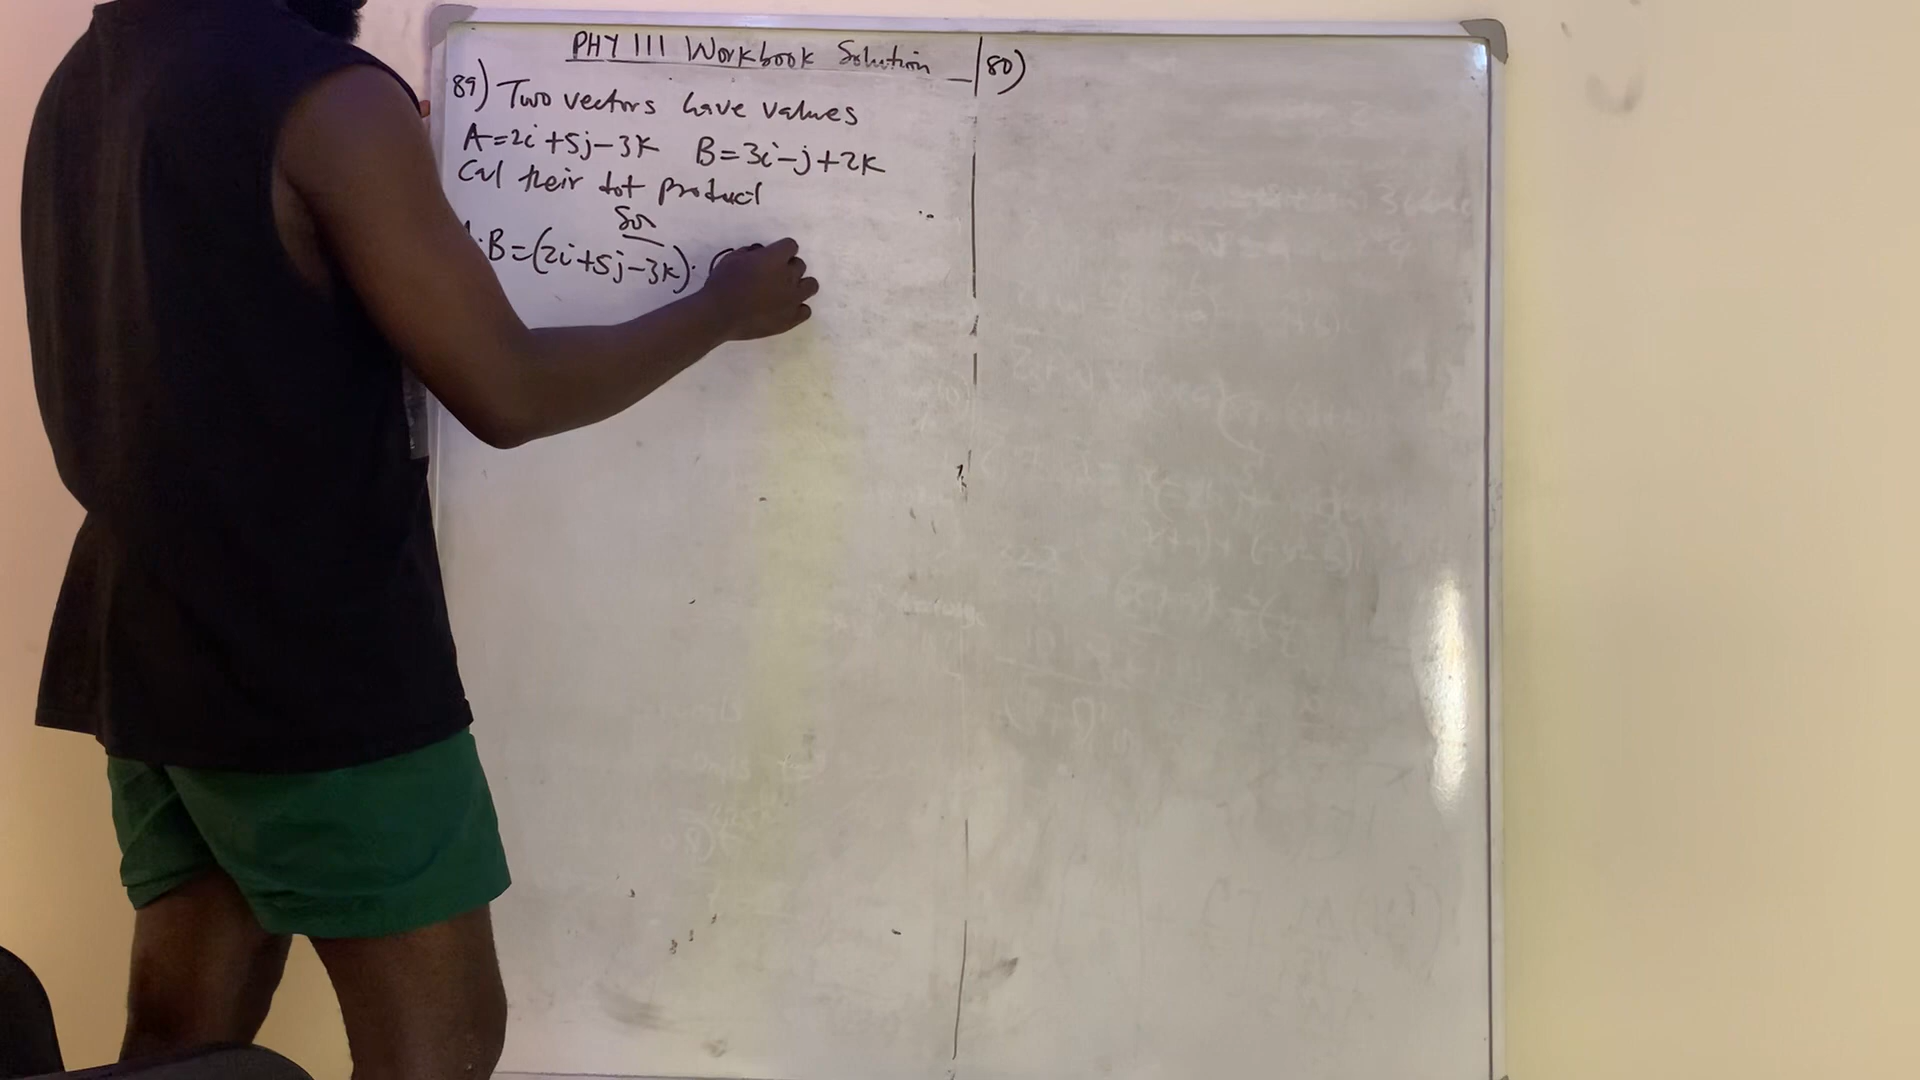 PHY 111 Workbook Solution
89) Two vectors have values
A=2i+5j-3k B=3i-j+2k
Cal their dot product
Sol
.B=(2i+5j-3k).(
80)